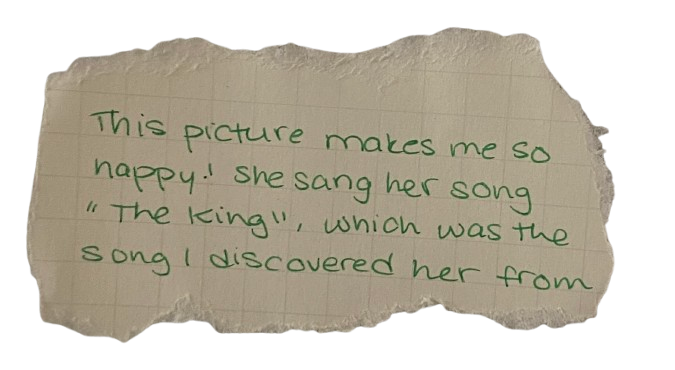 This picture makes me so
happy! she sang her song
"The King", which was the
song I discovered her from